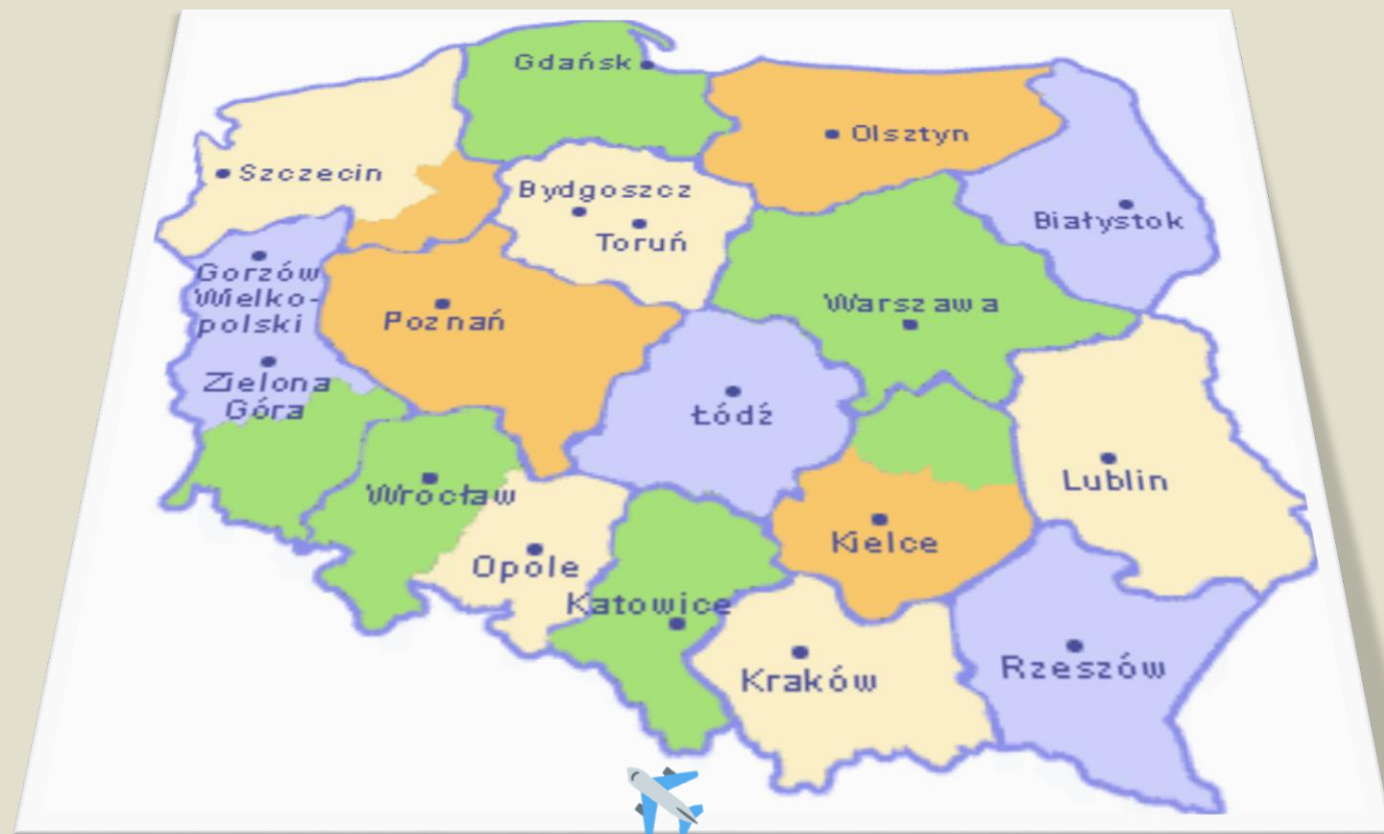 Gdańsk
Olsztyn
Szczecin
Bydgoszcz
Toruń
Białystok
Gorzów
Wielko-
polski
Poznań
Warszawa
Zielona
Góra
Łódź
Wrocław
Lublin
Opole
Kielce
Katowice
Kraków
Rzeszów